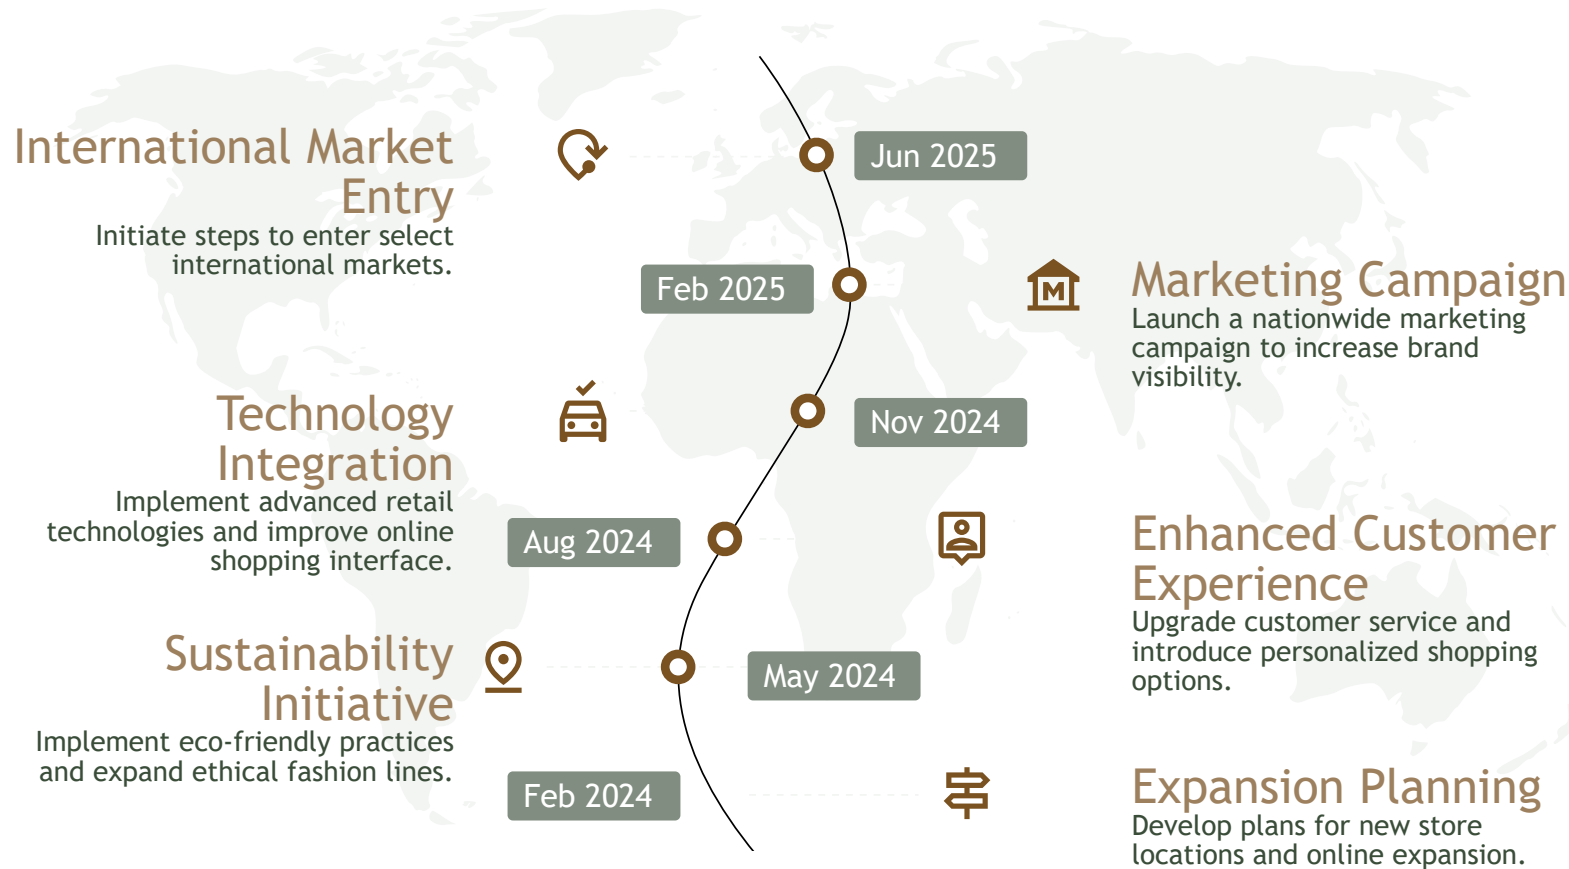 International Market
Entry
Initiate steps to enter select
international markets.
Jun 2025
Feb 2025
M
Marketing Campaign
Launch a nationwide marketing
campaign to increase brand
visibility.
Technology
Integration
Implement advanced retail
technologies and improve online
shopping interface.
Nov 2024
Aug 2024
Enhanced Customer
Experience
Upgrade customer service and
introduce personalized shopping
options.
Sustainability
Initiative
Implement eco-friendly practices
and expand ethical fashion lines.
May 2024
Feb 2024
Expansion Planning
Develop plans for new store
locations and online expansion.